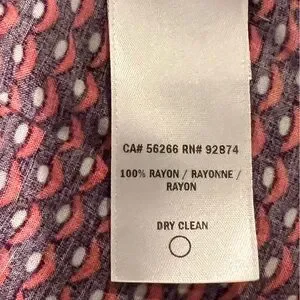 CA# 56266 RN# 92874
100% RAYON / RAYONNE /
RAYON
DRY CLEAN